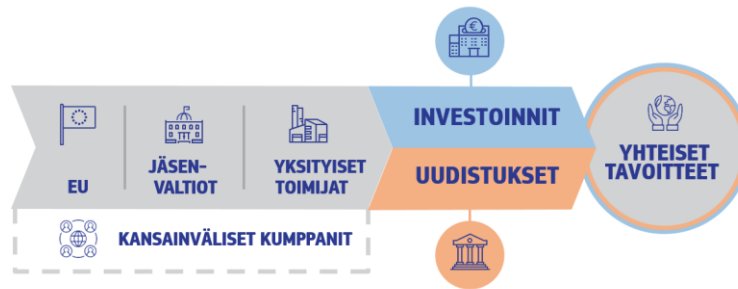 EU
JÄSEN-
VALTIOT
YKSITYISET
TOIMIJAT
KANSAINVÄLISET KUMPPANIT
INVESTOINNIT
UUDISTUKSET
YHTEISET
TAVOITTEET